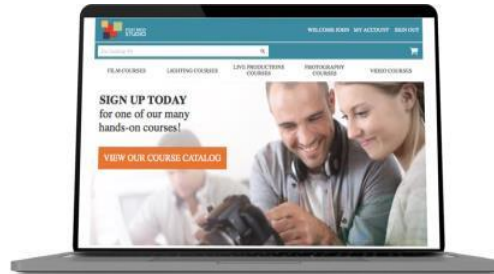 STUDIO
WELCOME JOHN MY ACCOUNT SIGN OUT
FILM COURSES LIGHTING COURSES LIVE PRODUCTIONS COURSES PHOTOGRAPHY COURSES VIDEO COURSES
SIGN UP TODAY
for one of our many
hands-on courses!
VIEW OUR COURSE CATALOG